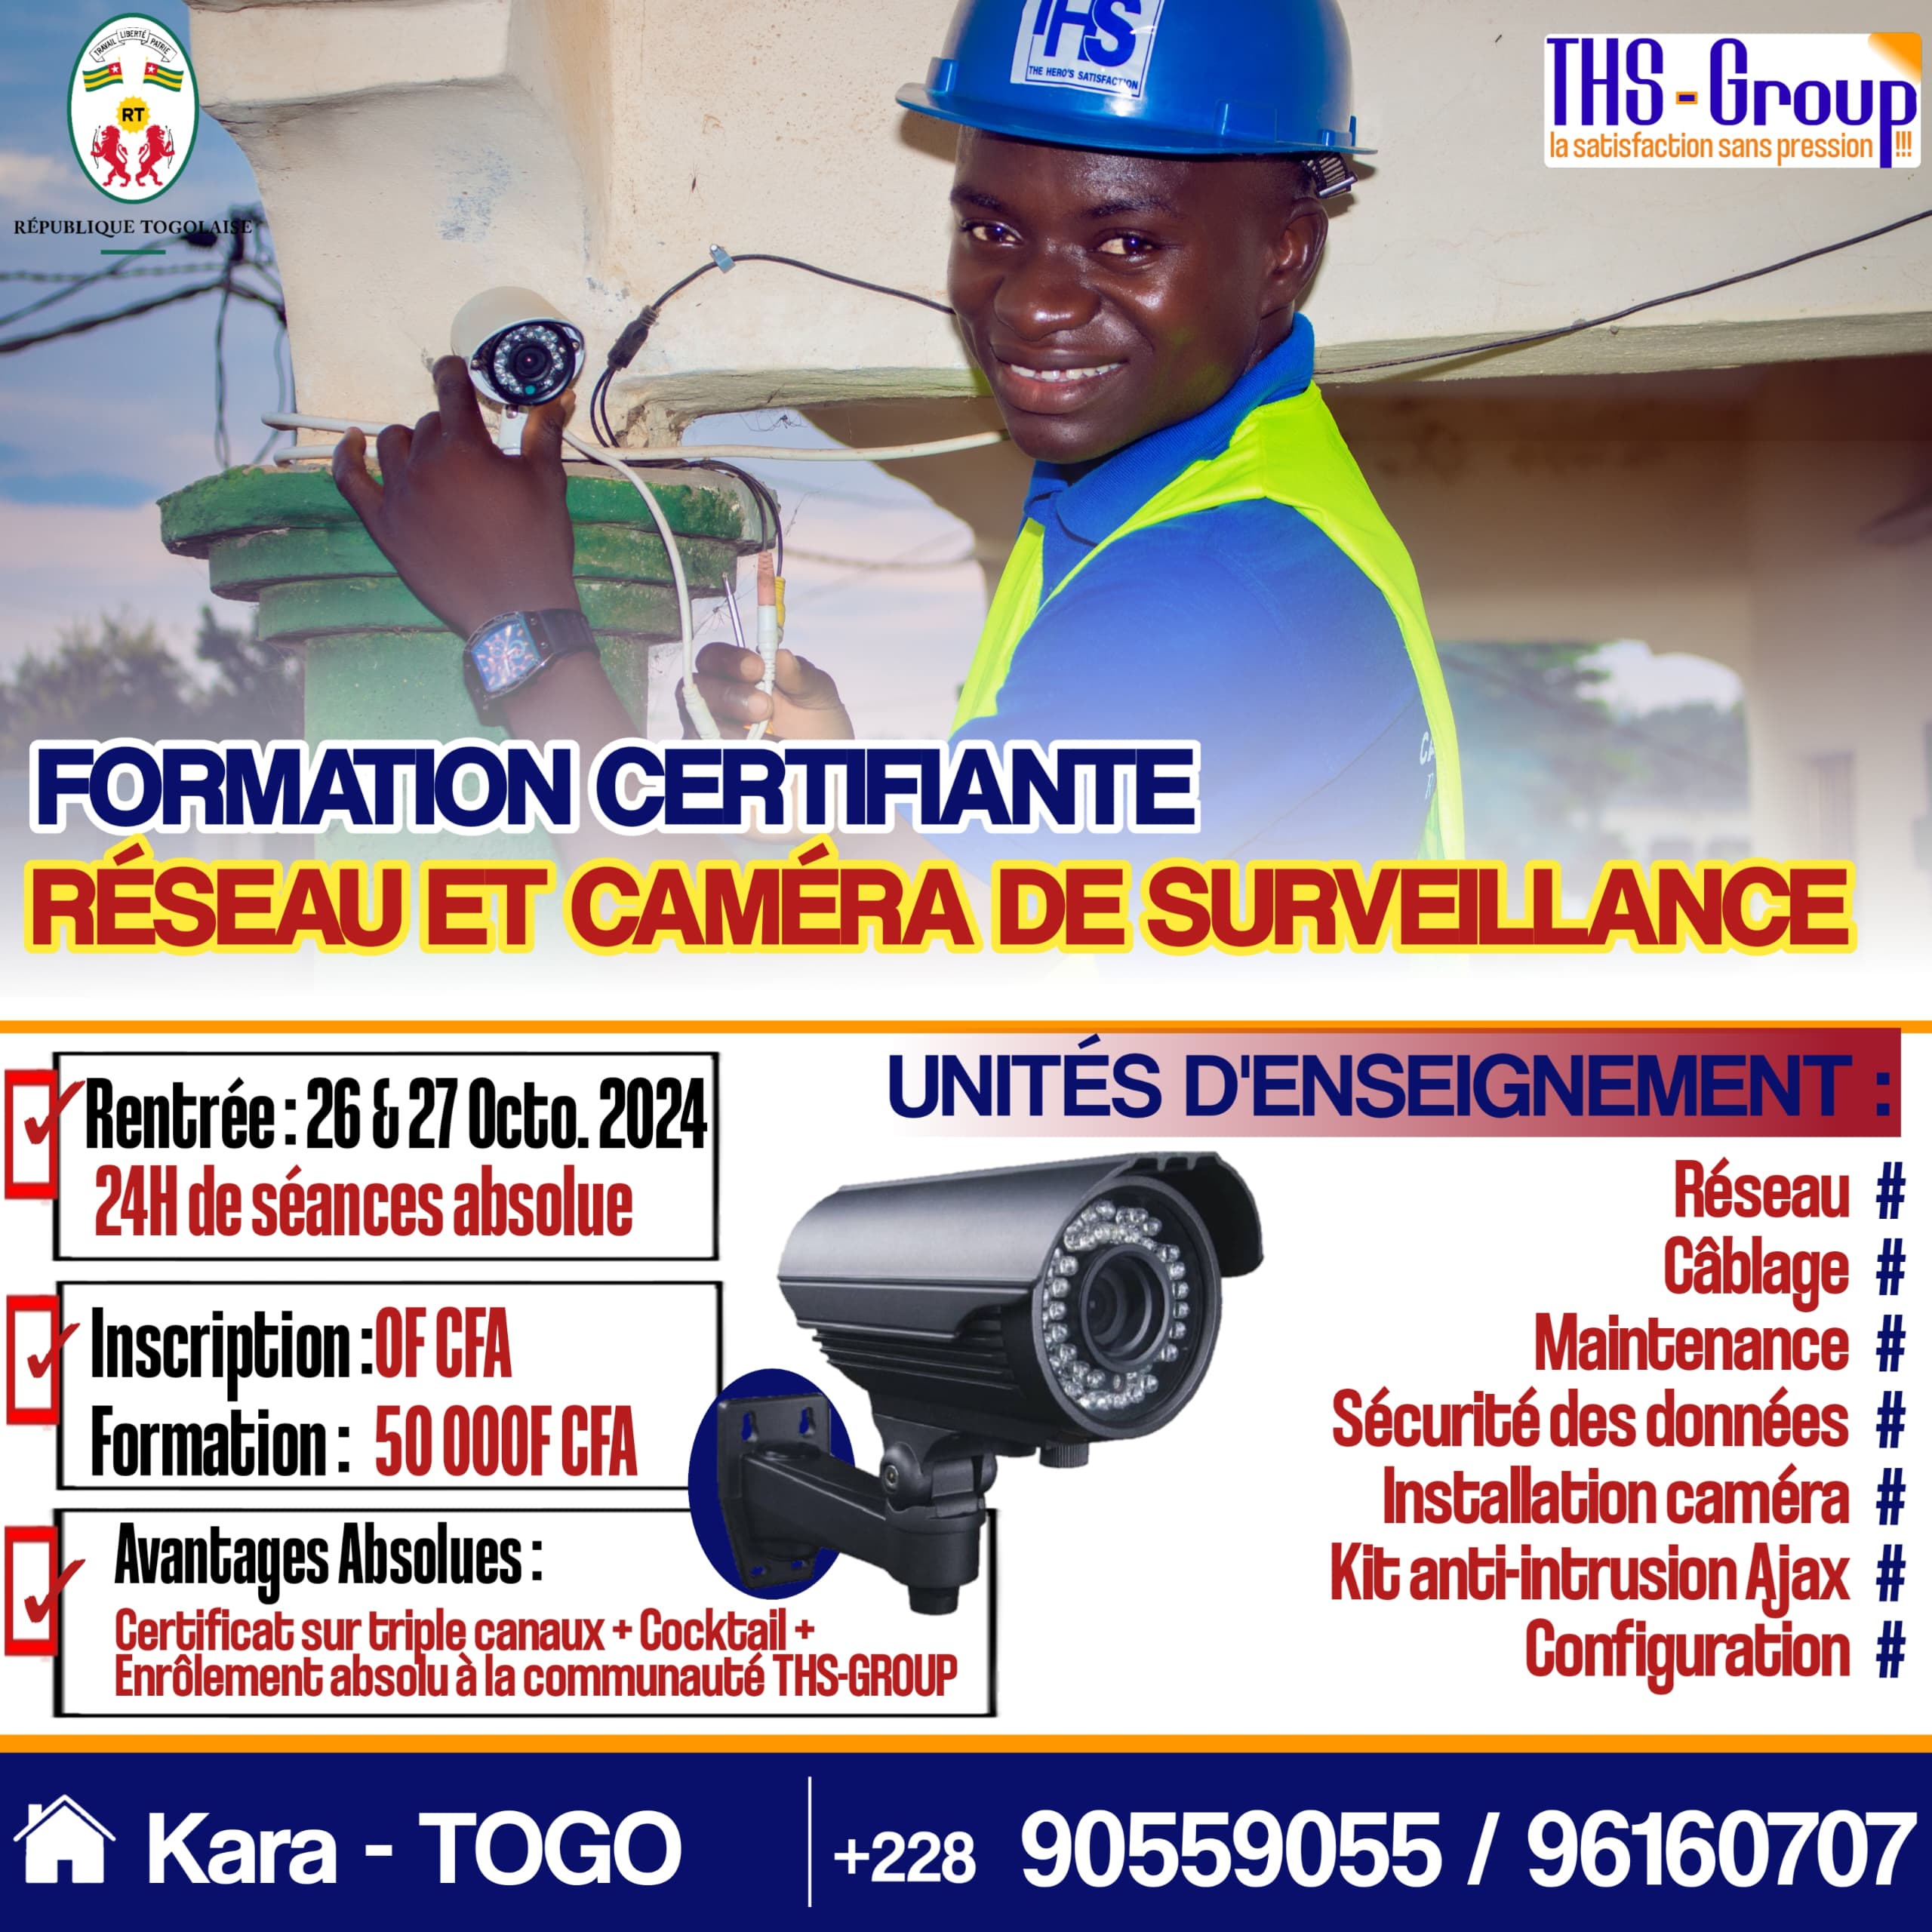 TRAVAIL LIBERTÉ PATRIE
RT
RÉPUBLIQUE TOGOLAISE
THS
THE HERO'S SATISFACTION
THS - Group
la satisfaction sans pression !!!
FORMATION CERTIFIANTE
RÉSEAU ET CAMÉRA DE SURVEILLANCE
Rentrée : 26 & 27 Octo. 2024
24H de séances absolue
Inscription :0F CFA
Formation : 50 000F CFA
Avantages Absolues :
Certificat sur triple canaux + Cocktail +
Enrôlement absolu à la communauté THS-GROUP
UNITÉS D'ENSEIGNEMENT :
Réseau #
Câblage #
Maintenance #
Sécurité des données #
Installation caméra #
Kit anti-intrusion Ajax #
Configuration #
Kara - TOGO
+228 90559055 / 96160707